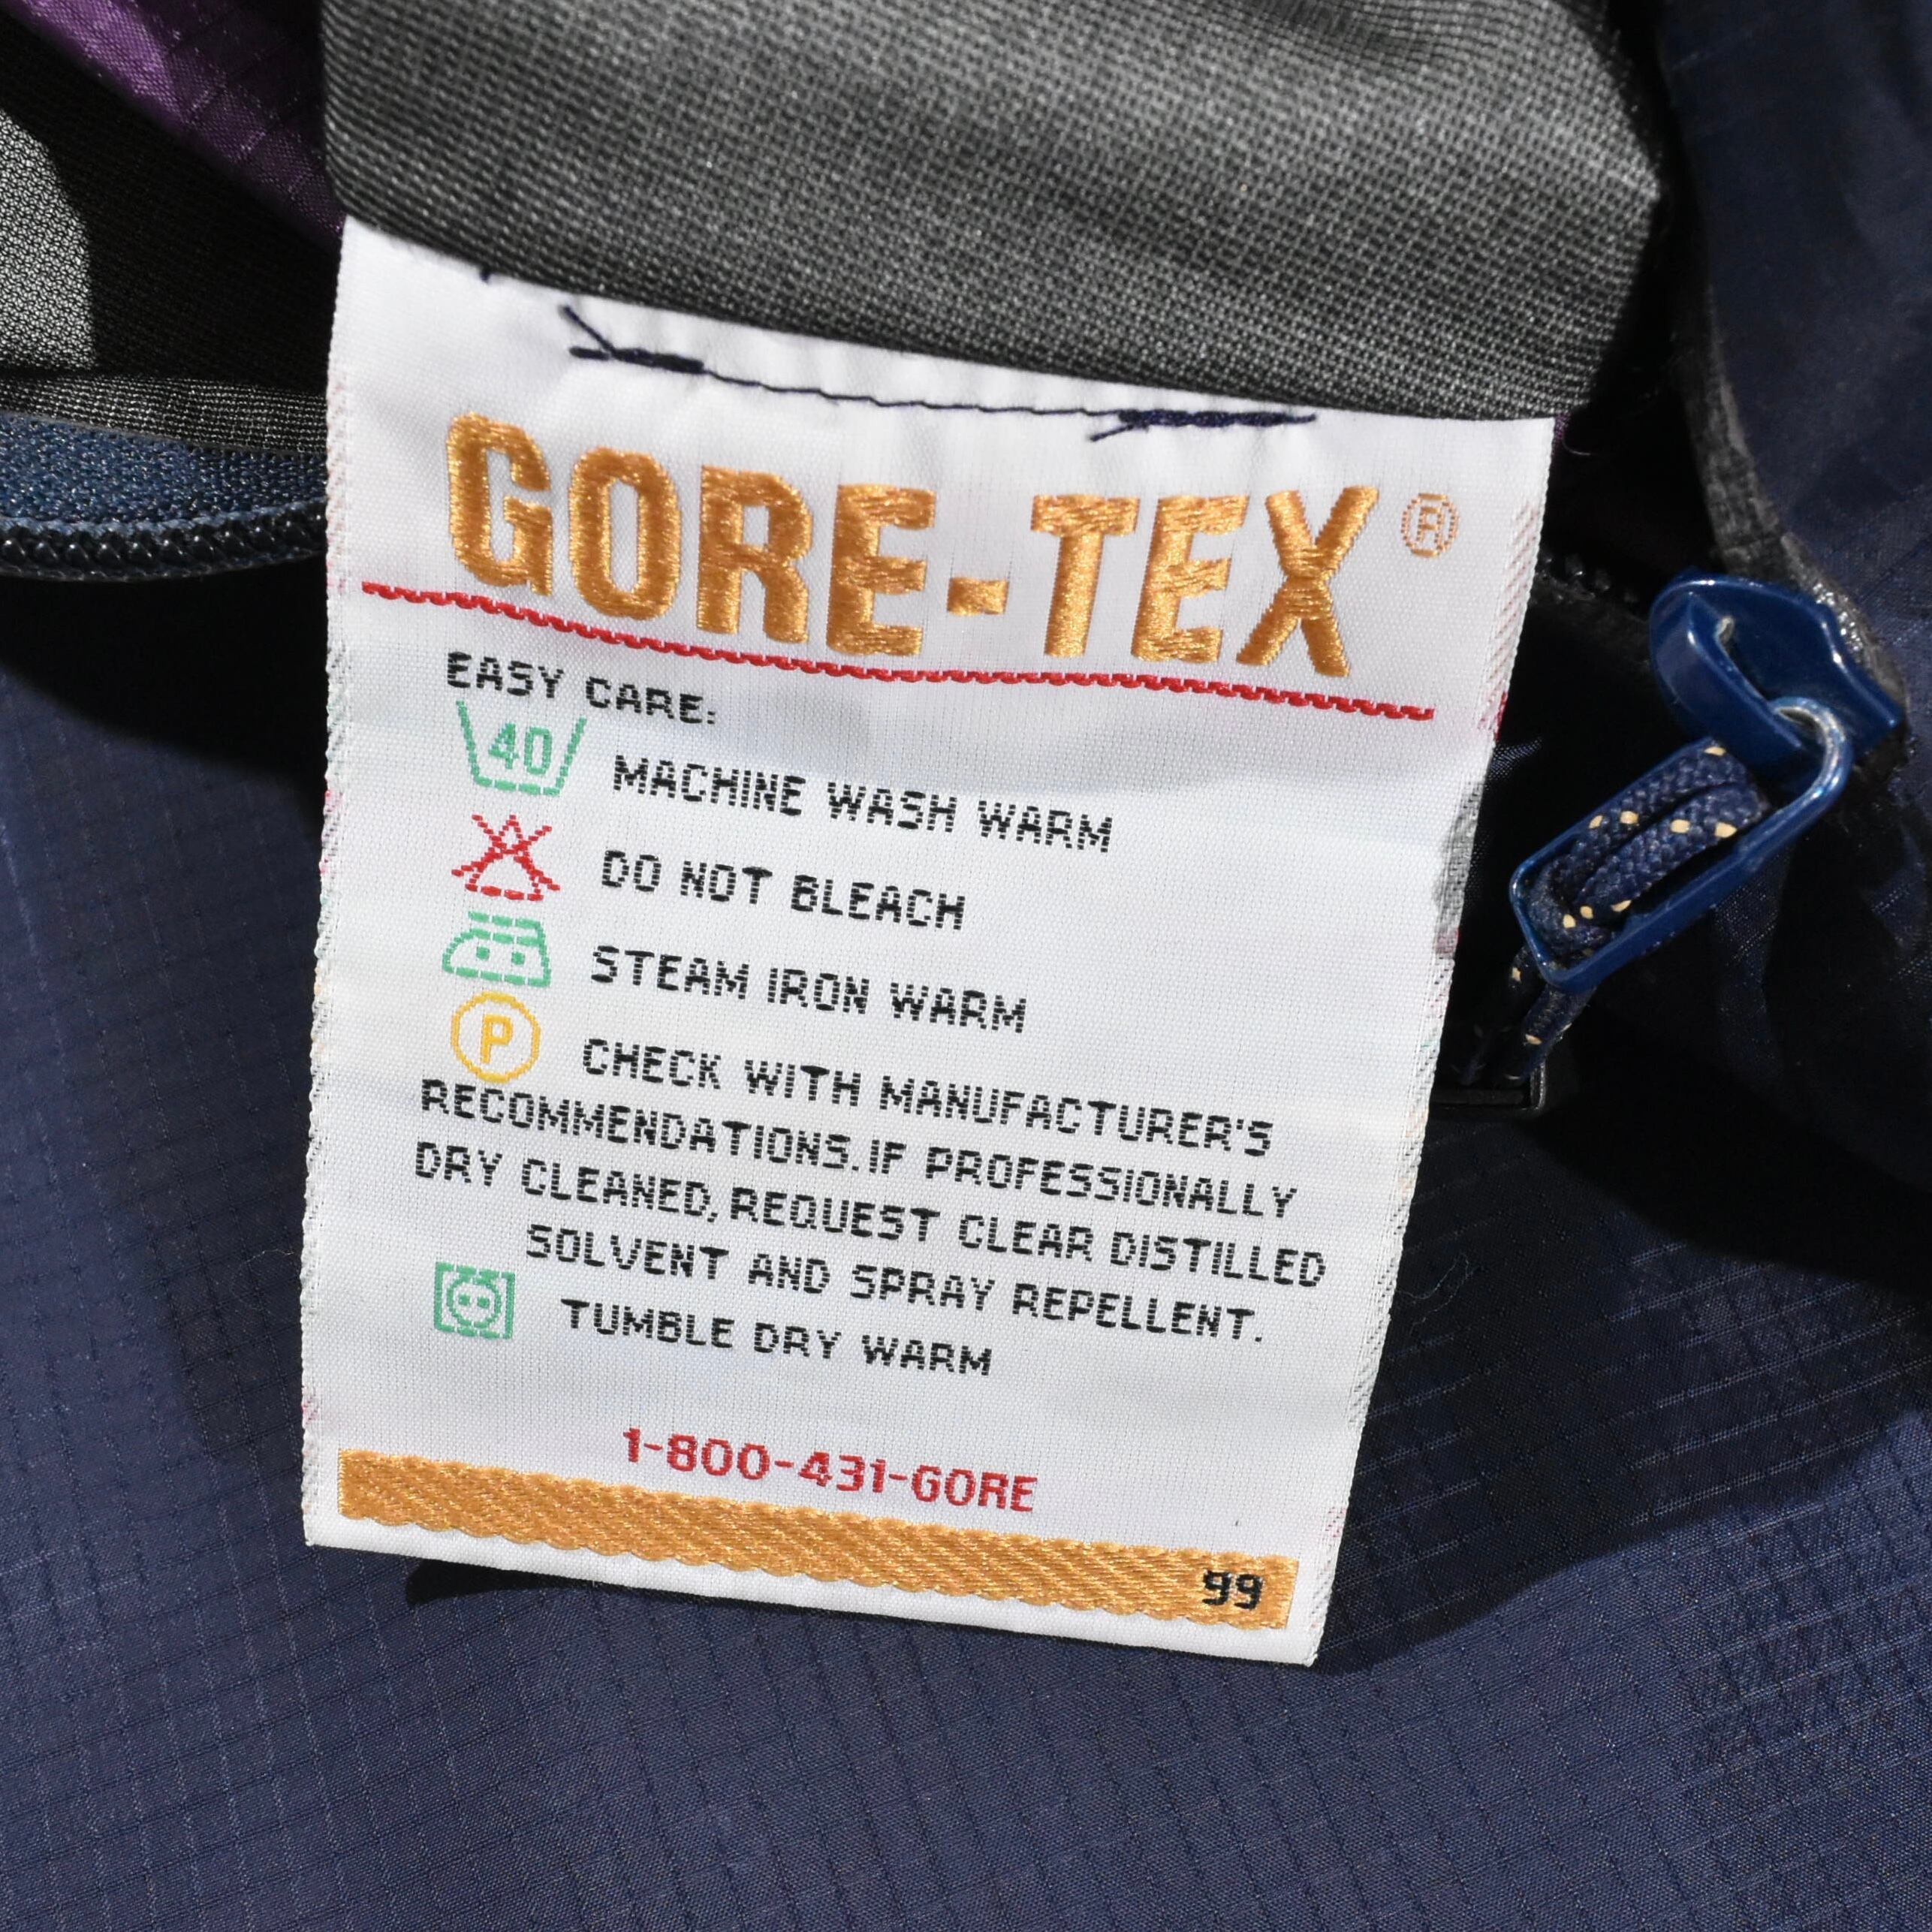 GORE-TEX®
EASY CARE:
40 MACHINE WASH WARM
DO NOT BLEACH
STEAM IRON WARM
P CHECK WITH MANUFACTURER'S
RECOMMENDATIONS. IF PROFESSIONALLY
DRY CLEANED, REQUEST CLEAR DISTILLED
SOLVENT AND SPRAY REPELLENT.
TUMBLE DRY WARM
1-800-431-GORE
99